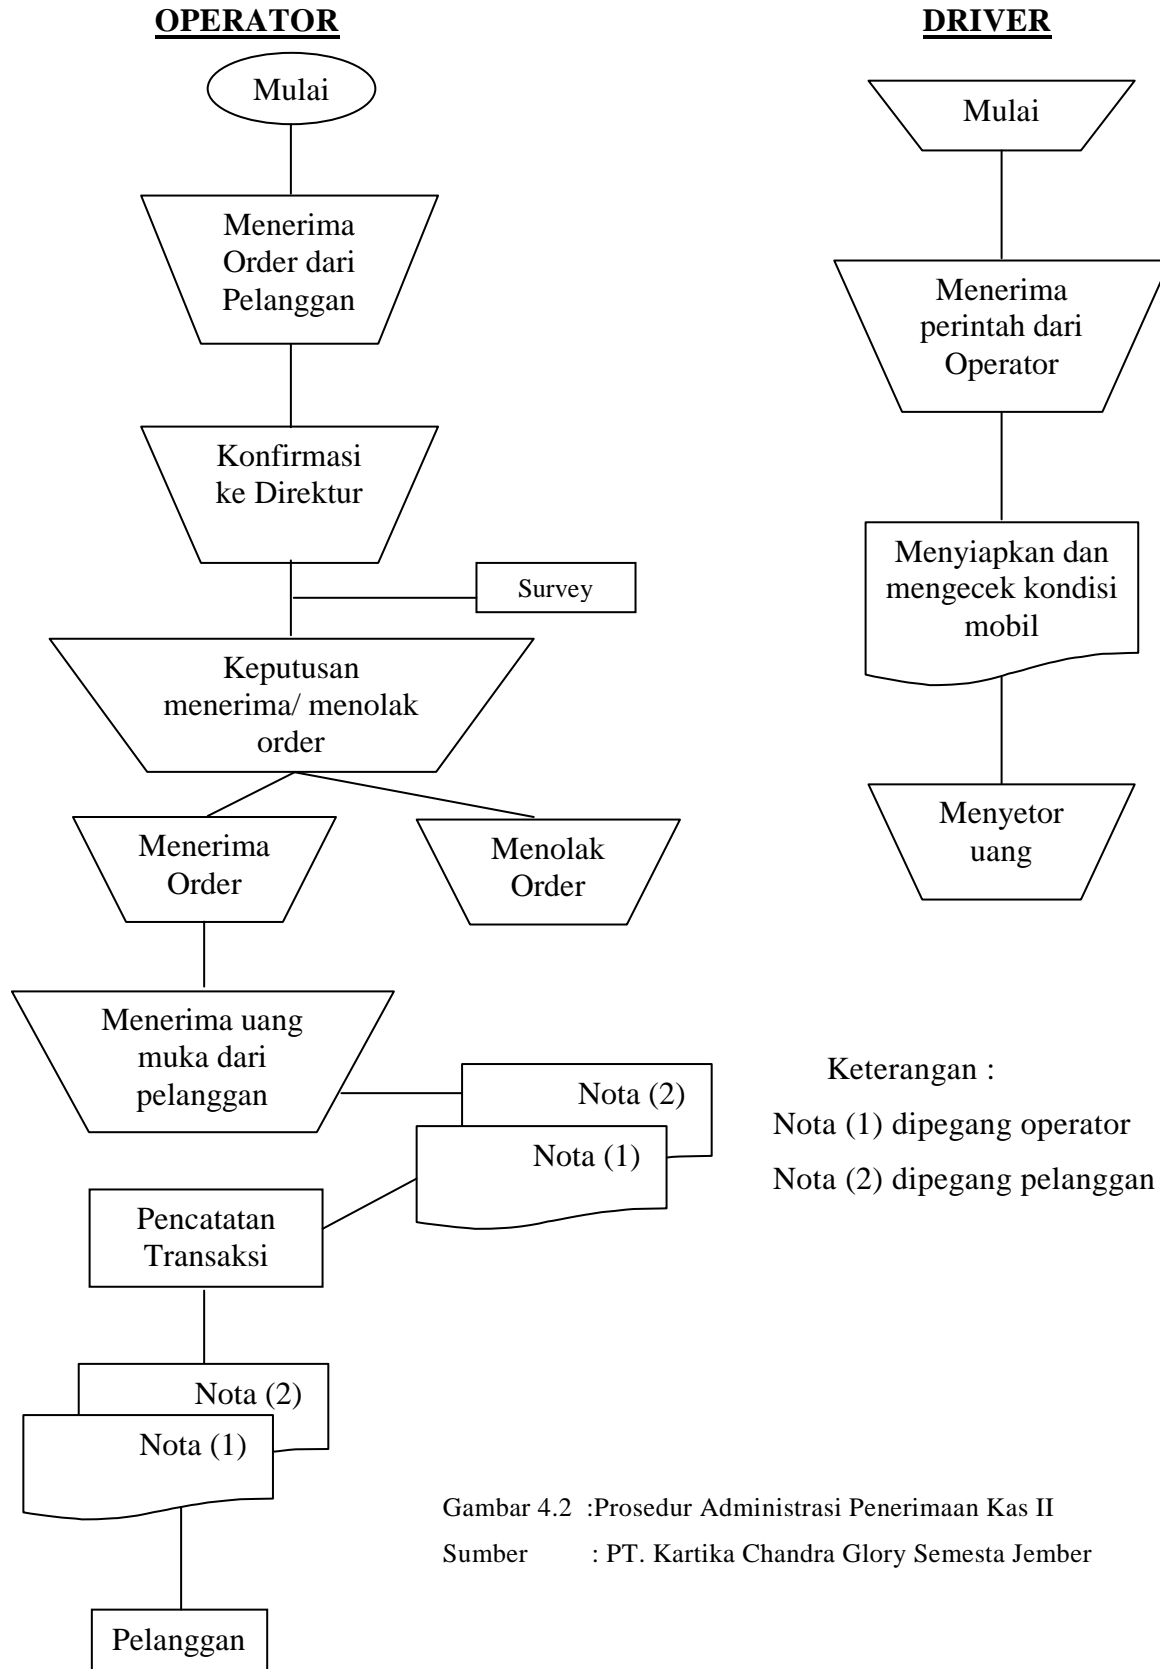 OPERATOR
Mulai
Menerima
Order dari
Pelanggan
Konfirmasi
ke Direktur
Survey
Keputusan
menerima/ menolak
order
Menerima
Order
Menolak
Order
Menerima uang
muka dari
pelanggan
Nota (2)
Nota (1)
Pencatatan
Transaksi
Nota (2)
Nota (1)
Pelanggan
DRIVER
Mulai
Menerima
perintah dari
Operator
Menyiapkan dan
mengecek kondisi
mobil
Menyetor
uang
Keterangan :
Nota (1) dipegang operator
Nota (2) dipegang pelanggan
Gambar 4.2 :Prosedur Administrasi Penerimaan Kas II
Sumber : PT. Kartika Chandra Glory Semesta Jember